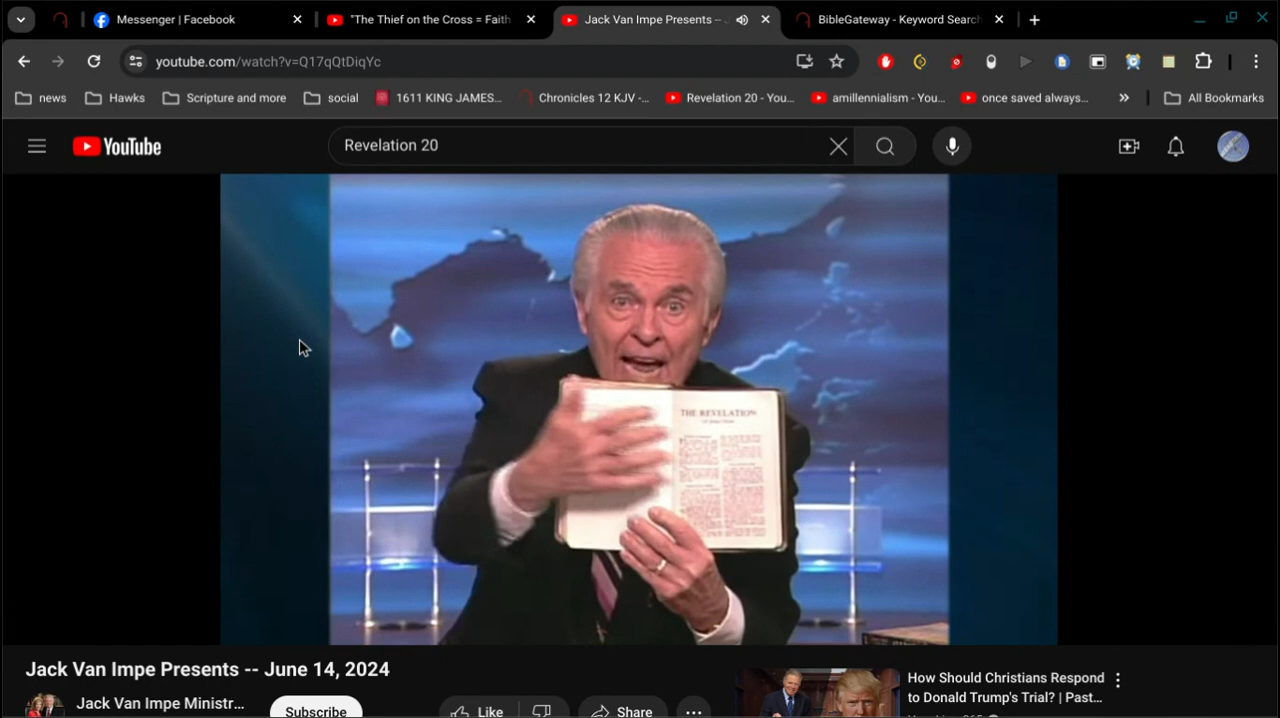 Messenger | Facebook
"The Thief on the Cross = Faith
Jack Van Impe Presents --
BibleGateway - Keyword Search
youtube.com/watch?v=Q17qQtDiqYc
news
Hawks
Scripture and more
social
1611 KING JAMES...
Chronicles 12 KJV -...
Revelation 20 - You...
amillennialism - You...
once saved always...
All Bookmarks
YouTube
Revelation 20
THE REVELATION
Jack Van Impe Presents -- June 14, 2024
Jack Van Impe Ministr...
Subscribe
Like
Share
How Should Christians Respond
to Donald Trump's Trial? | Past...